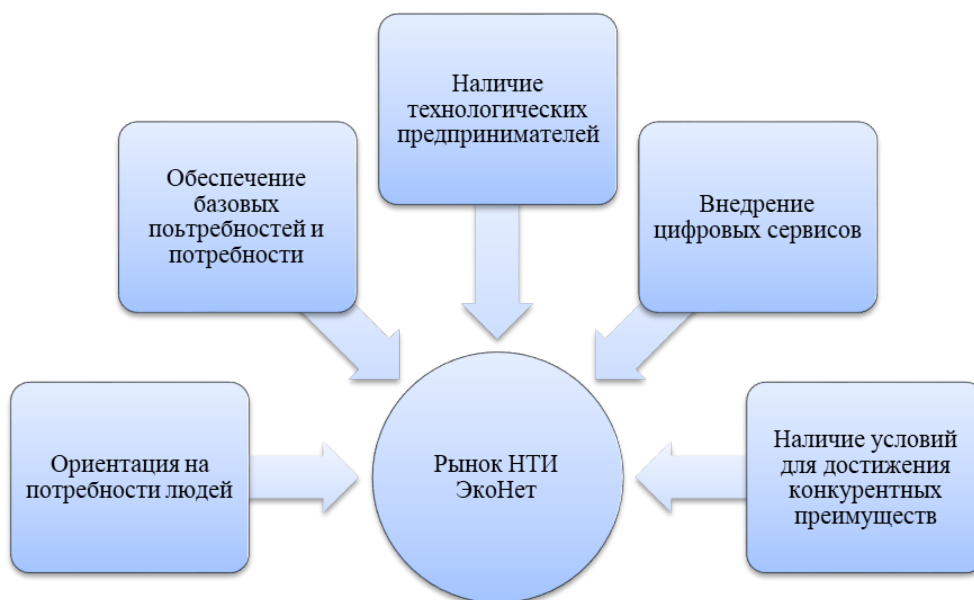 Наличие
технологических
предпринимателей
Обеспечение
базовых
поьтребностей и
потребности
Внедрение
цифровых сервисов
Ориентация на
потребности людей
Рынок НТИ
ЭкоНет
Наличие условий
для достижения
конкурентных
преимуществ